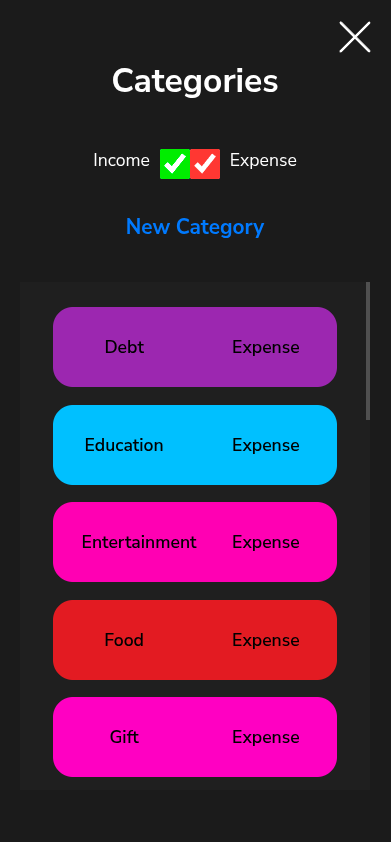 Categories
Income Expense
New Category
Debt Expense
Education Expense
Entertainment Expense
Food Expense
Gift Expense